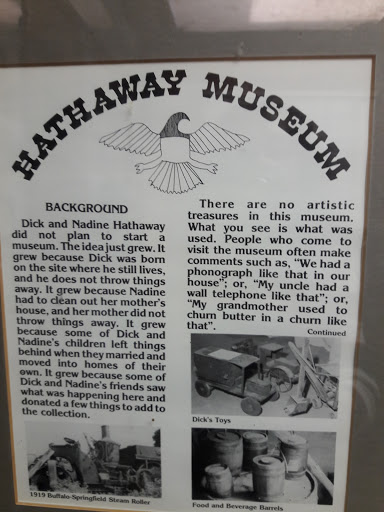 HATHAWAY MUSEUM
BACKGROUND
Dick and Nadine Hathaway
did not plan to start a
museum. The idea just grew. It
grew because Dick was born
on the site where he still lives,
and he does not throw things
away. It grew because Nadine
had to clean out her mother's
house, and her mother did not
throw things away. It grew
because some of Dick and
Nadine's children left things
behind when they married and
moved into homes of their
own. It grew because some of
Dick and Nadine's friends saw
what was happening here and
donated a few things to add to
the collection.
1919 Buffalo-Springfield Steam Roller
There are no artistic
treasures in this museum.
What you see is what was
used. People who come to
visit the museum often make
comments such as, "We had a
phonograph like that in our
house"; or, "My uncle had a
wall telephone like that"; or,
"My grandmother used to
churn butter in a churn like
that".
Continued
Dick's Toys
Food and Beverage Barrels